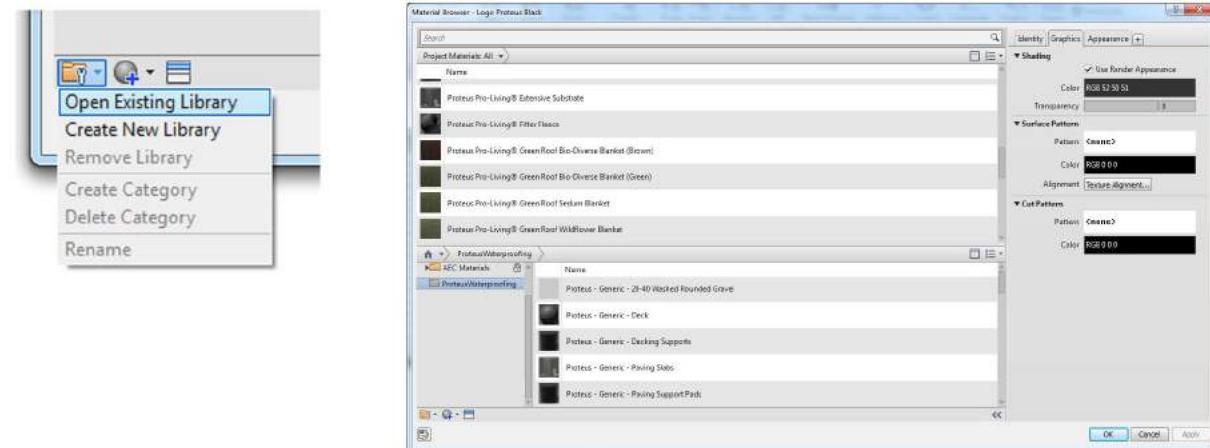 Open Existing Library
Create New Library
Remove Library
Create Category
Delete Category
Rename
Material Browser - Logo Proteus Black
Search
Project Materials: All
Name
Proteus Pro-Living® Extensive Substrate
Proteus Pro-Living® Filter Fleece
Proteus Pro-Living® Green Roof Bio-Diverse Blanket (Brown)
Proteus Pro-Living® Green Roof Bio-Diverse Blanket (Green)
Proteus Pro-Living® Green Roof Sedum Blanket
Proteus Pro-Living® Green Roof Wildflower Blanket
ProteusWaterproofing
AEC Materials
ProteusWaterproofing
Name
Proteus - Generic - 20-40 Washed Rounded Gravel
Proteus - Generic - Deck
Proteus - Generic - Decking Supports
Proteus - Generic - Paving Slabs
Proteus - Generic - Paving Support Pads
Identity Graphics Appearance +
Shading
Use Render Appearance
Color RGB 52 50 51
Transparency
Surface Pattern
Pattern <none>
Color RGB 0 0 0
Alignment Texture Alignment...
Cut Pattern
Pattern <none>
Color RGB 0 0 0
OK Cancel Apply